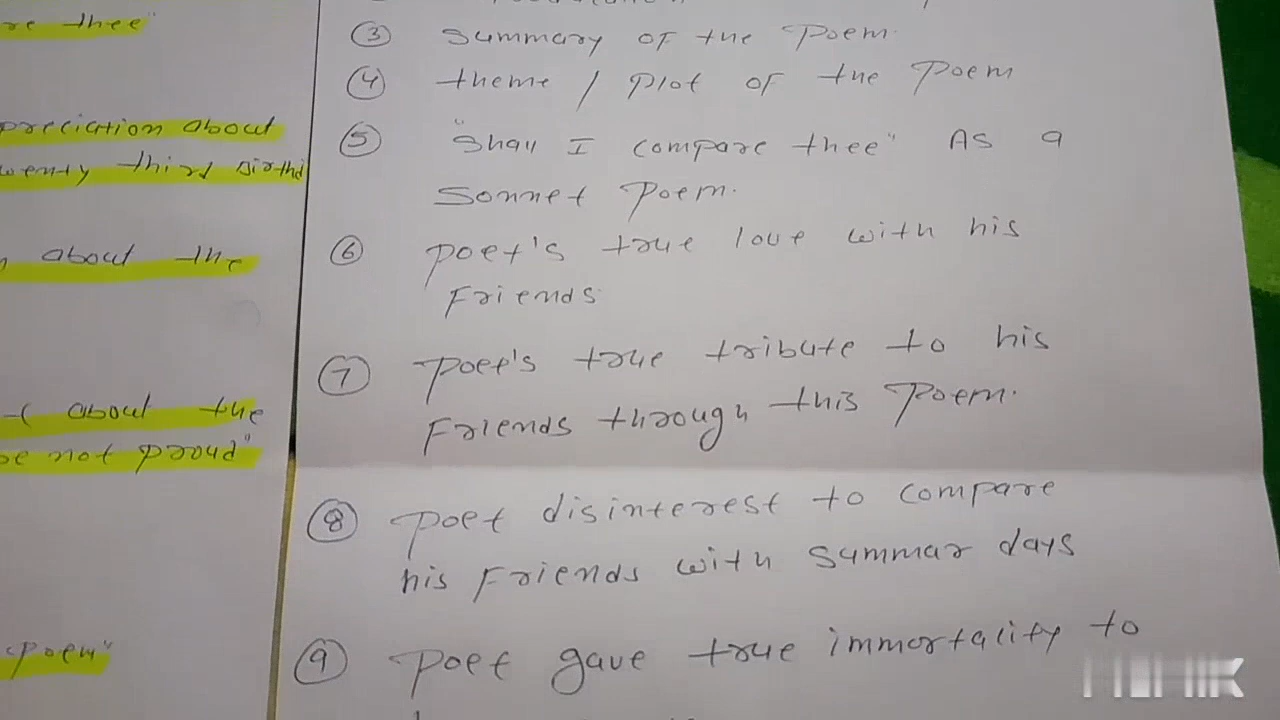 re thee"
preciation about
wenty third Birthd
about the
about the
be not proud"
Poem"
③ Summary of the Poem.
④ theme / Plot of the Poem
⑤ "Shall I compare thee" As a
Sonnet Poem.
⑥ Poet's true love with his
Friends
⑦ Poet's true tribute to his
Friends through this Poem.
⑧ Poet disinterest to compare
his Friends with Summar days
⑨ Poet gave true immortality to